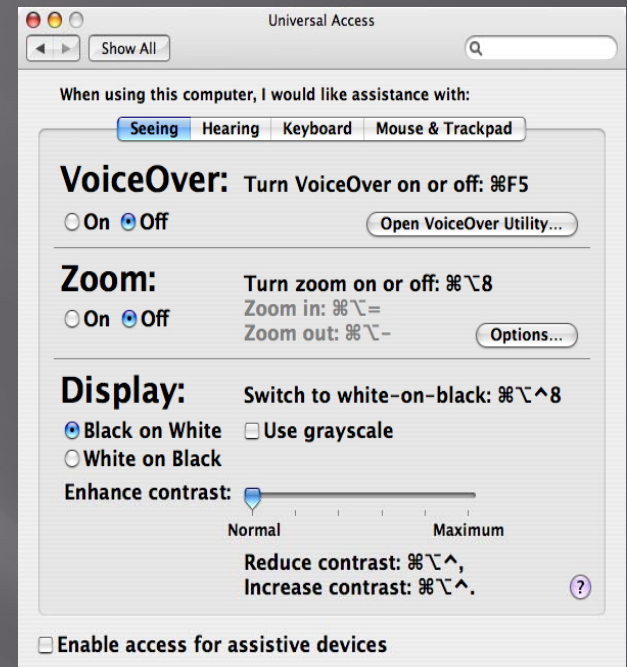 Universal Access
Show All
When using this computer, I would like assistance with:
Seeing Hearing Keyboard Mouse & Trackpad
VoiceOver: Turn VoiceOver on or off: ⌘F5
On Off Open VoiceOver Utility...
Zoom: Turn zoom on or off: ⌘⌥8
On Off Zoom in: ⌘⌥=
Zoom out: ⌘⌥- Options...
Display: Switch to white-on-black: ⌘⌥^8
Black on White Use grayscale
White on Black
Enhance contrast:
Normal Maximum
Reduce contrast: ⌘⌥^,
Increase contrast: ⌘⌥^. ?
Enable access for assistive devices